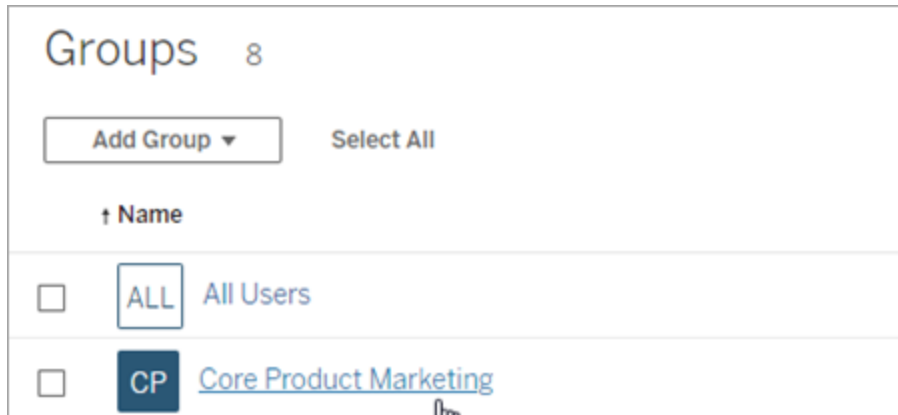 Groups 8
Add Group ▾ Select All
↑ Name
ALL All Users
CP Core Product Marketing